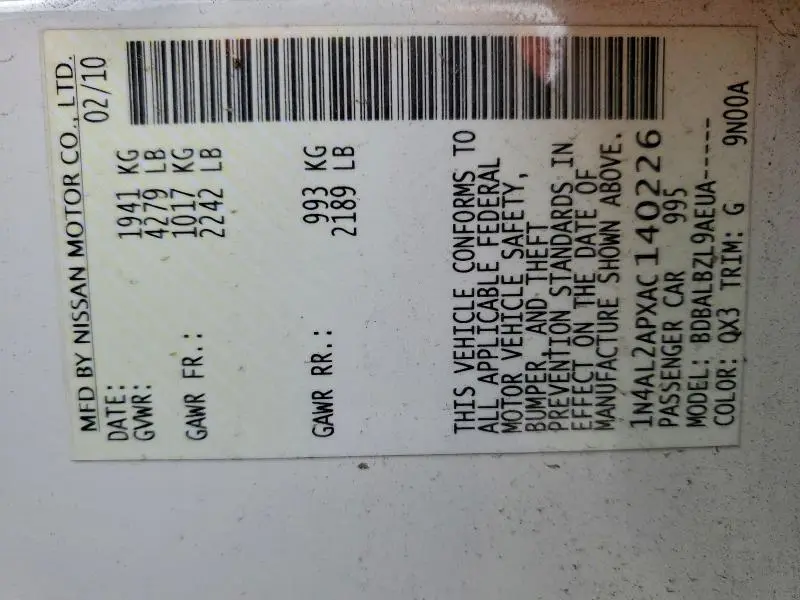 MFD BY NISSAN MOTOR CO., LTD.
DATE: 02/10
GVWR: 1941 KG
4279 LB
GAWR FR.: 1017 KG
2242 LB
GAWR RR.: 993 KG
2189 LB
THIS VEHICLE CONFORMS TO
ALL APPLICABLE FEDERAL
MOTOR VEHICLE SAFETY,
BUMPER, AND THEFT
PREVENTION STANDARDS IN
EFFECT ON THE DATE OF
MANUFACTURE SHOWN ABOVE.
1N4AL2APXAC140226
PASSENGER CAR 995
MODEL: BDBALBZL9AEUA-----
COLOR: QX3 TRIM: G 9N00A